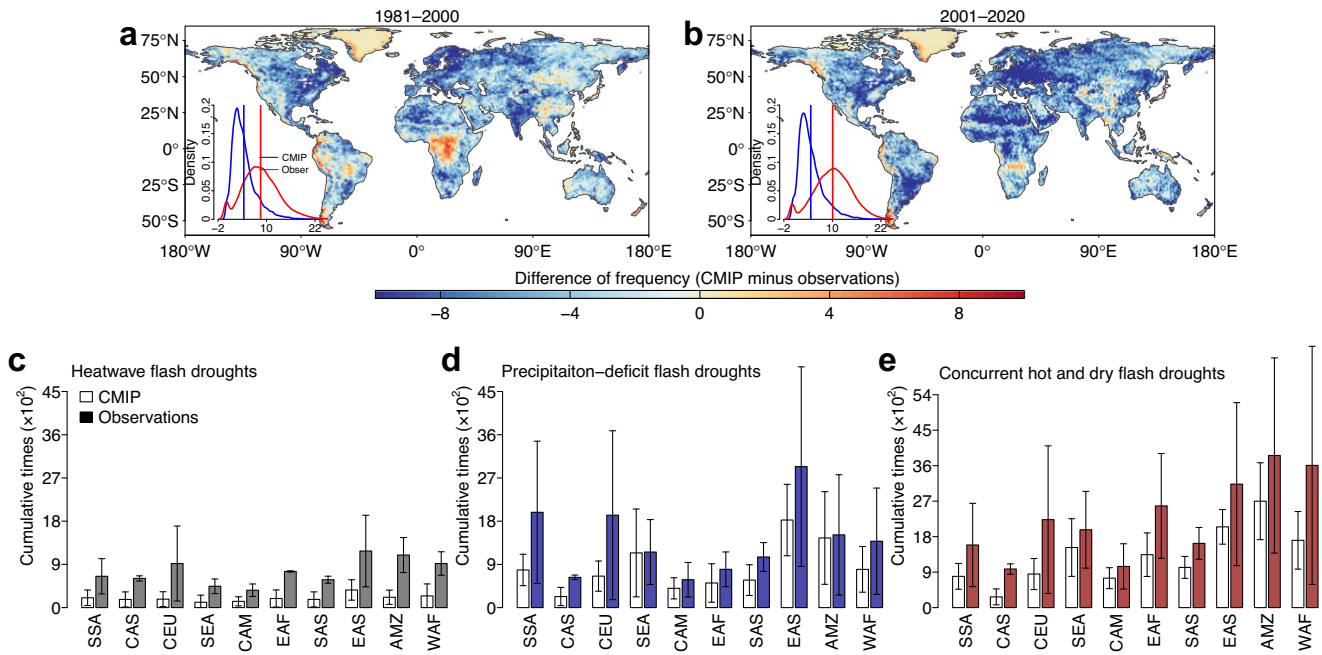 1981–2000
2001–2020
a
b
75°N
50°N
25°N
0°
25°S
50°S
180°W
90°W
0°
90°E
180°E
Density
0
0.05
0.1
0.15
0.2
−2
10
22
CMIP
Obser
75°N
50°N
25°N
0°
25°S
50°S
180°W
90°W
0°
90°E
180°E
Density
0
0.05
0.1
0.15
0.2
−2
10
22
Difference of frequency (CMIP minus observations)
−8
−4
0
4
8
c
Heatwave flash droughts
CMIP
Observations
Cumulative times (×10²)
45
36
27
18
9
0
SSA
CAS
CEU
SEA
CAM
EAF
SAS
EAS
AMZ
WAF
d
Precipitaiton−deficit flash droughts
Cumulative times (×10²)
45
36
27
18
9
0
SSA
CAS
CEU
SEA
CAM
EAF
SAS
EAS
AMZ
WAF
e
Concurrent hot and dry flash droughts
Cumulative times (×10²)
54
45
36
27
18
9
0
SSA
CAS
CEU
SEA
CAM
EAF
SAS
EAS
AMZ
WAF